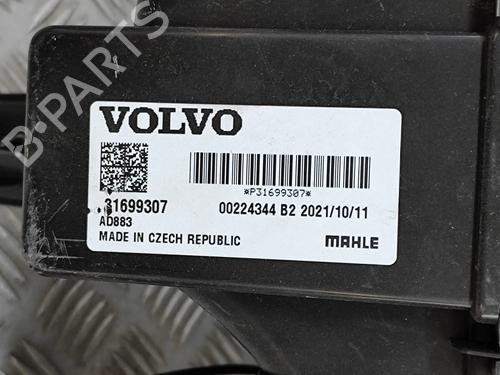 VOLVO
*P31699307*
31699307
00224344 B2 2021/10/11
AD883
MADE IN CZECH REPUBLIC
MAHLE
B-PARTS